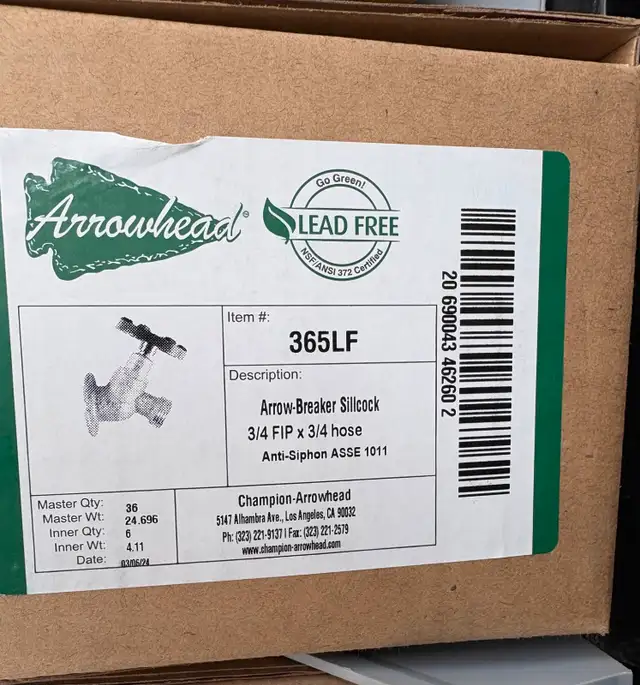 Arrowhead®
Go Green!
LEAD FREE
NSF/ANSI 372 Certified
Item #:
365LF
Description:
Arrow-Breaker Sillcock
3/4 FIP x 3/4 hose
Anti-Siphon ASSE 1011
Master Qty: 36
Master Wt: 24.696
Inner Qty: 6
Inner Wt: 4.11
Date: 03/06/24
Champion-Arrowhead
5147 Alhambra Ave., Los Angeles, CA 90032
Ph: (323) 221-9137 I Fax: (323) 221-2579
www.champion-arrowhead.com
20 690043 46260 2